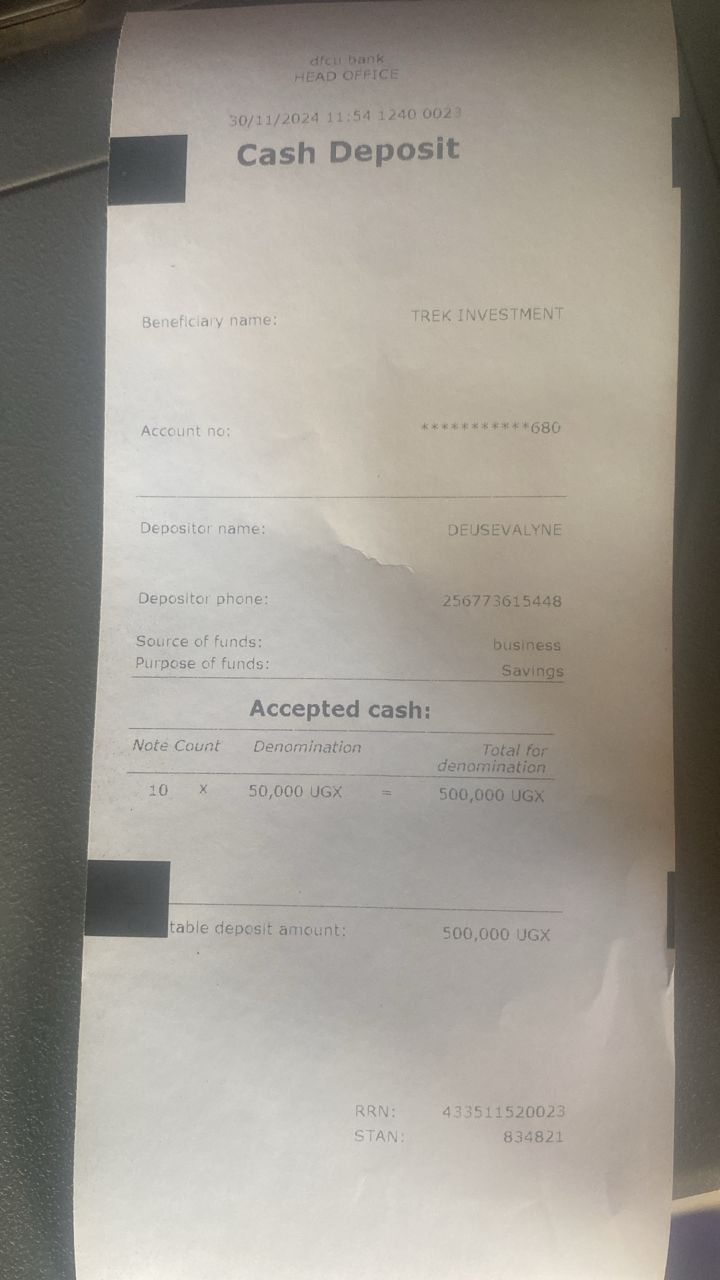 dfcu bank
HEAD OFFICE
30/11/2024 11:54 1240 0023
Cash Deposit
Beneficiary name: TREK INVESTMENT
Account no: ***********680
Depositor name: DEUSEVALYNE
Depositor phone: 256773615448
Source of funds: business
Purpose of funds: Savings
Accepted cash:
Note Count Denomination Total for
denomination
10 X 50,000 UGX = 500,000 UGX
table deposit amount: 500,000 UGX
RRN: 433511520023
STAN: 834821